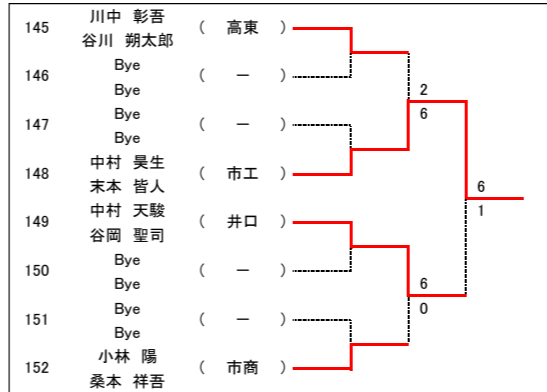 145 川中 彰吾 谷川 朔太郎 ( 高東 )
146 Bye Bye ( ー )
147 Bye Bye ( ー )
148 中村 昊生 末本 皆人 ( 市工 )
149 中村 天駿 谷岡 聖司 ( 井口 )
150 Bye Bye ( ー )
151 Bye Bye ( ー )
152 小林 陽 桑本 祥吾 ( 市商 )
2
6
6
1
6
0